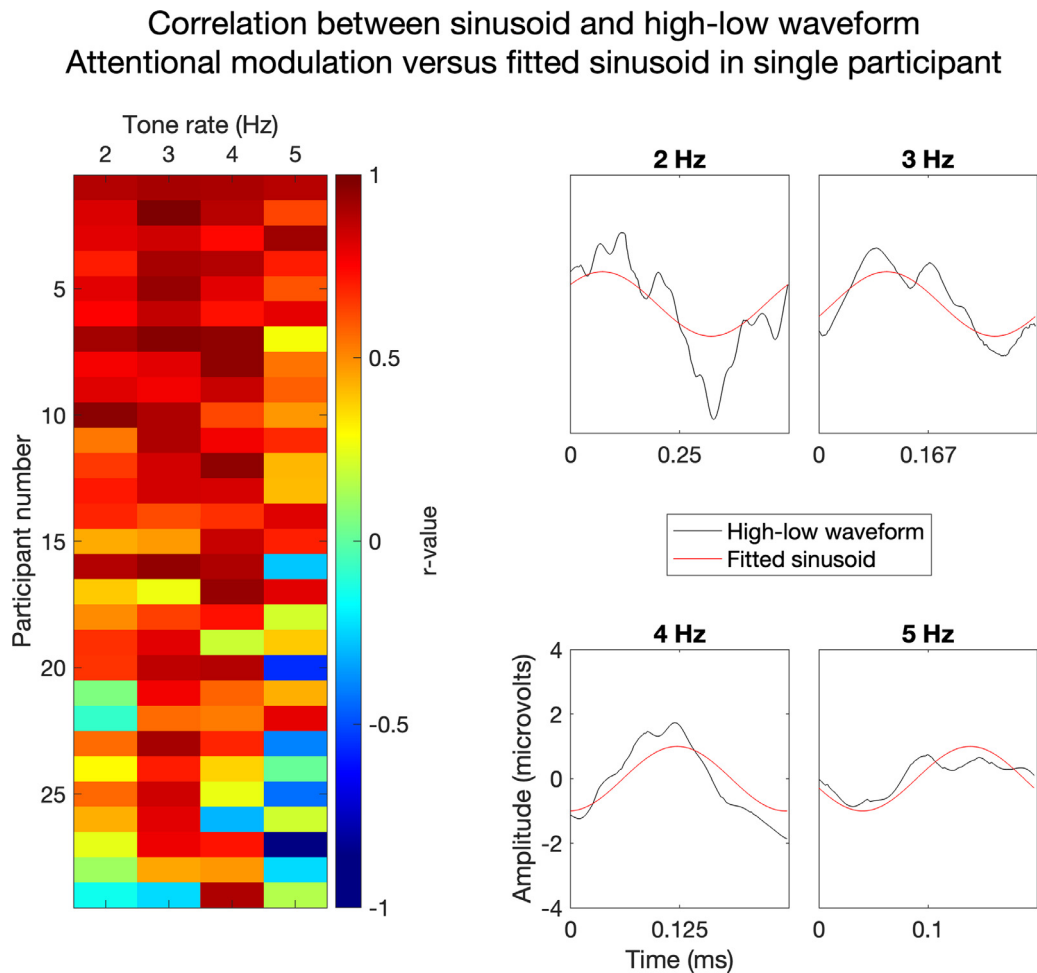 Correlation between sinusoid and high-low waveform
Attentional modulation versus fitted sinusoid in single participant
Tone rate (Hz)
2 3 4 5
Participant number
5
10
15
20
25
1
0.5
0
-0.5
-1
r-value
2 Hz
0 0.25
3 Hz
0 0.167
High-low waveform
Fitted sinusoid
4 Hz
Amplitude (microvolts)
4
2
0
-2
-4
0 0.125
Time (ms)
5 Hz
0 0.1